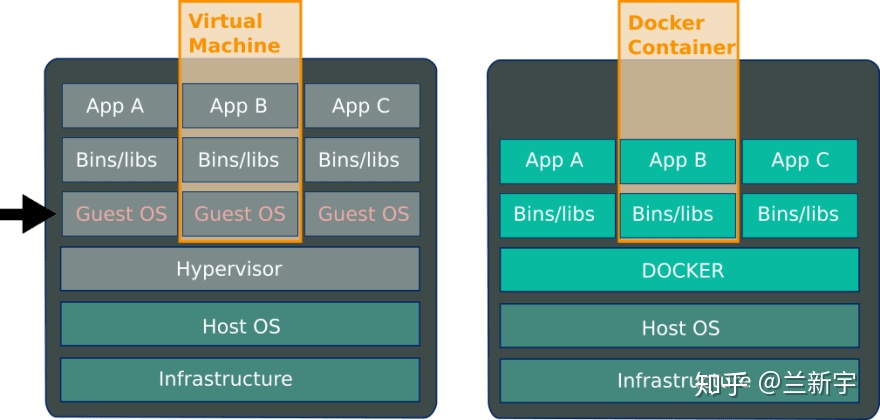 Virtual
Machine
App A
App B
App C
Bins/libs
Bins/libs
Bins/libs
Guest OS
Guest OS
Guest OS
Hypervisor
Host OS
Infrastructure
Docker
Container
App A
App B
App C
Bins/libs
Bins/libs
Bins/libs
DOCKER
Host OS
Infrastructure
知乎 @兰新宇